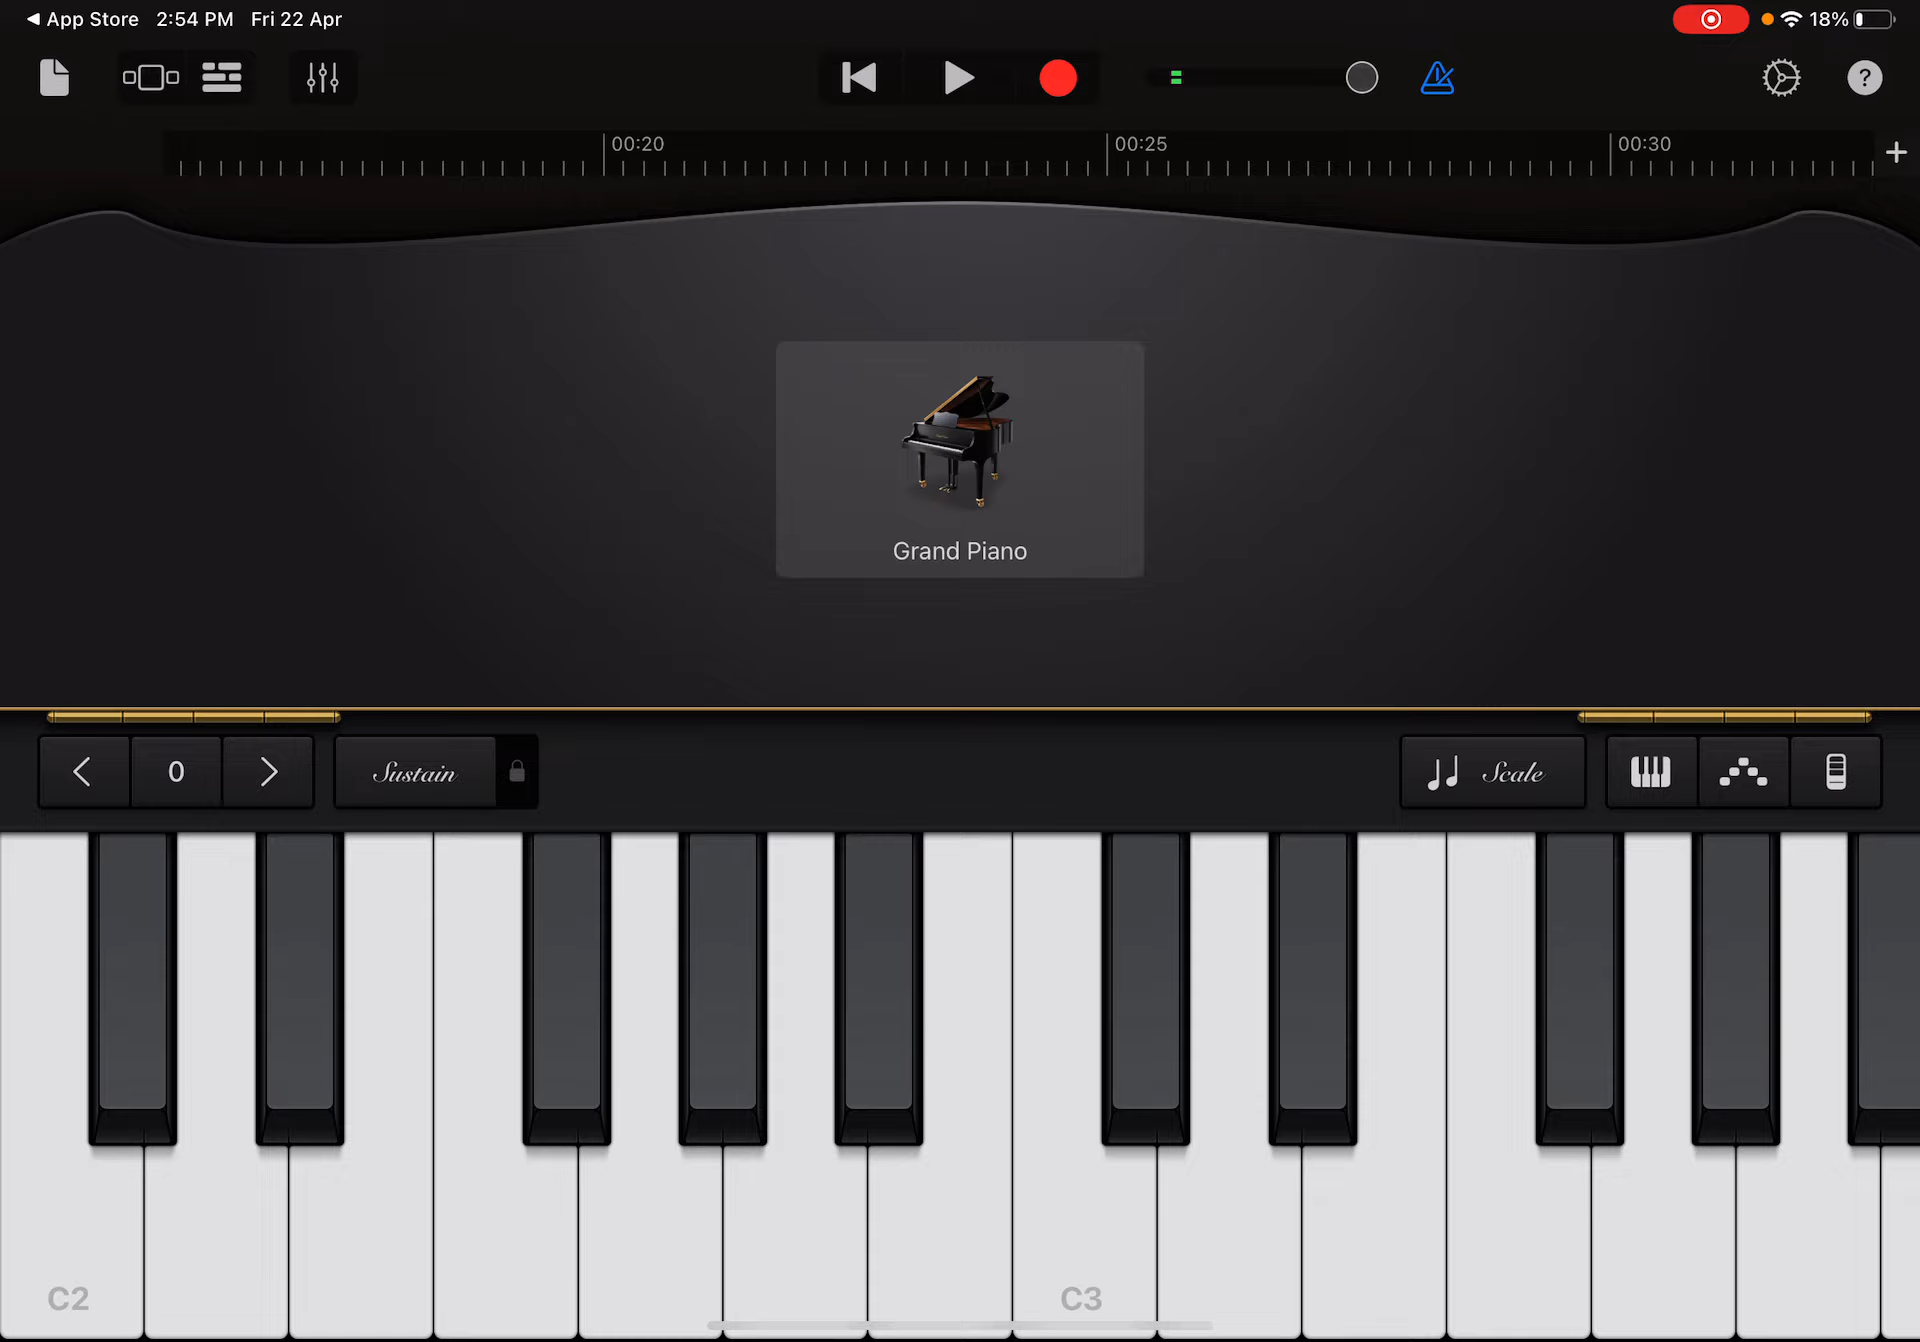 ◀ App Store 2:54 PM Fri 22 Apr 18%
?
00:20 00:25 00:30 +
Grand Piano
0 Sustain Scale
C2 C3